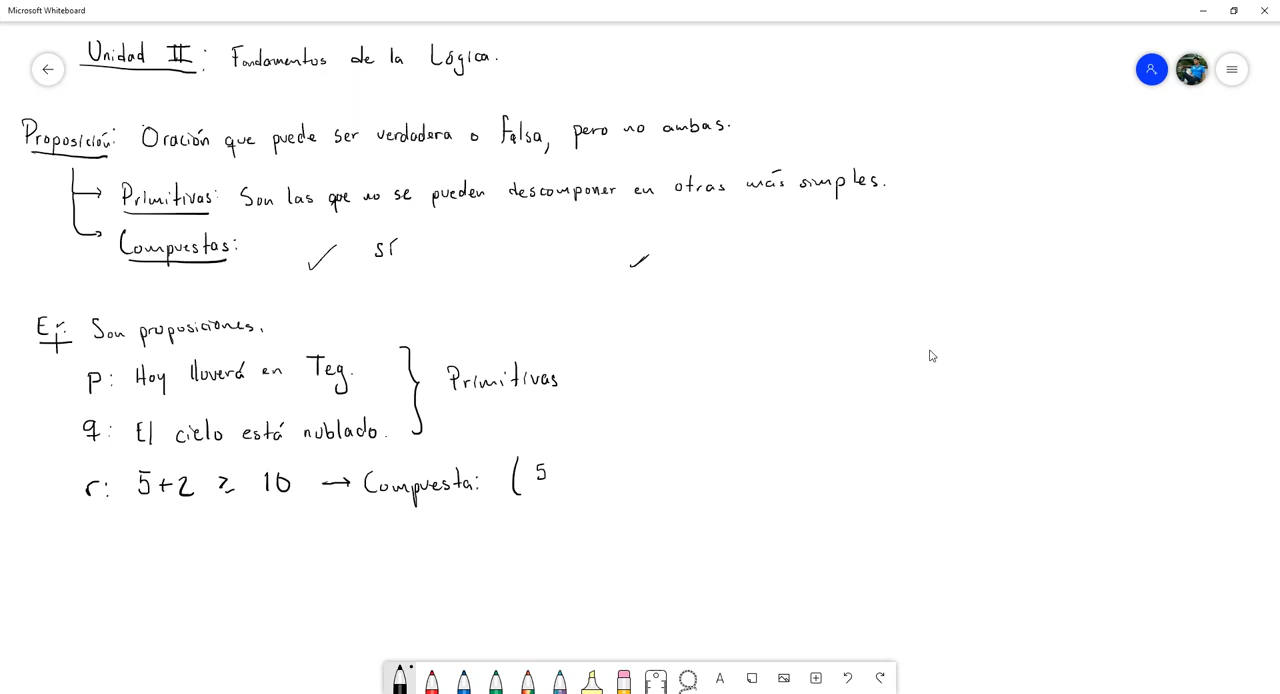 Microsoft Whiteboard
Unidad II: Fundamentos de la Lógica.
Proposición: Oración que puede ser verdadera o falsa, pero no ambas.
Primitivas: Son las que no se pueden descomponer en otras más simples.
Compuestas: ✓ sí ✓
Ej: Son proposiciones.
p: Hoy lloverá en Teg.
Primitivas
q: El cielo está nublado.
r: 5+2 ≥ 10 → Compuesta: ( 5
A